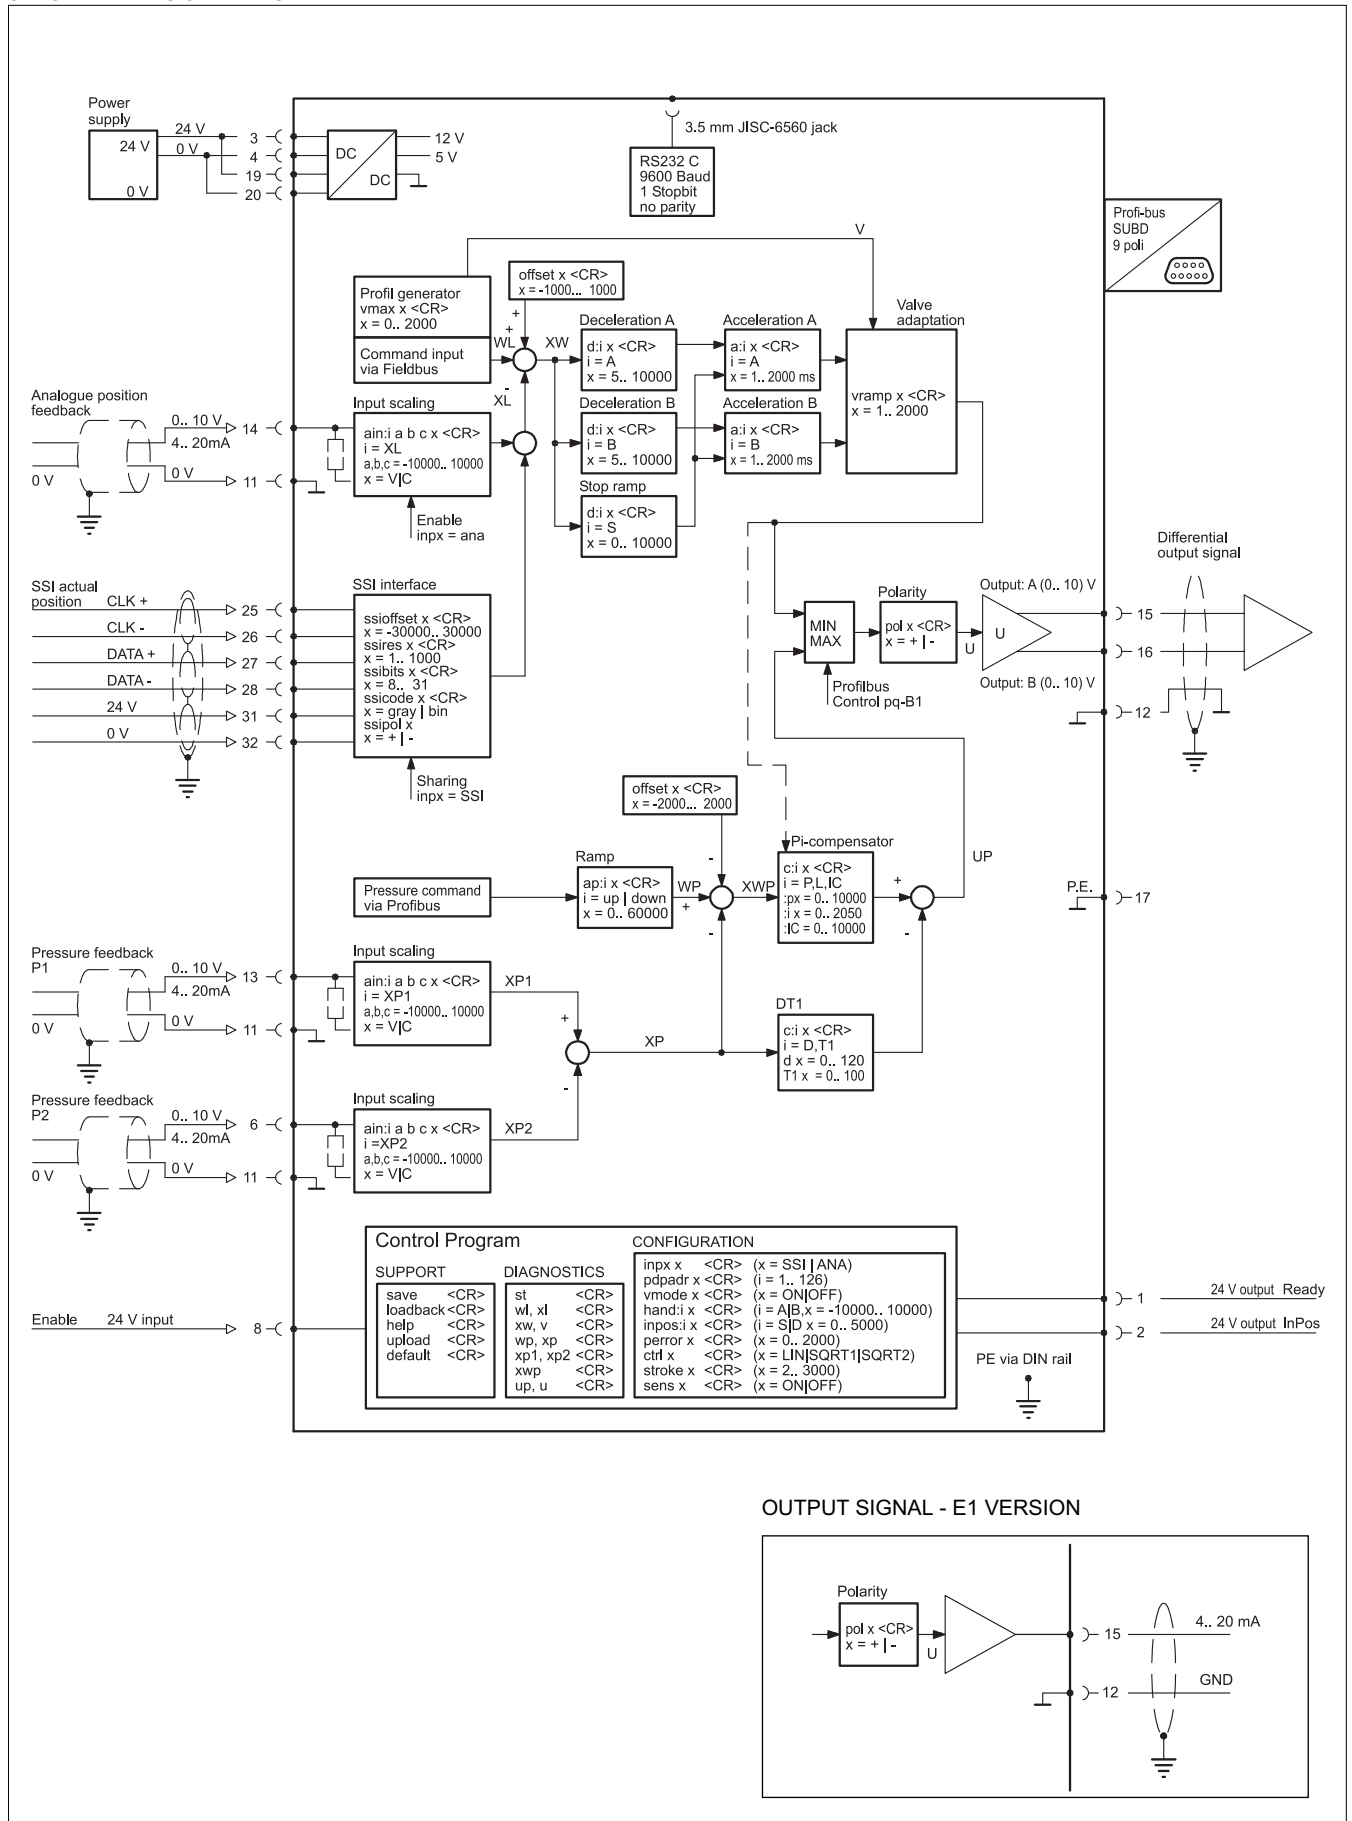 Power
supply
24 V
0 V
24 V
0 V
3
4
19
20
DC
DC
12 V
5 V
3.5 mm JISC-6560 jack
RS232 C
9600 Baud
1 Stopbit
no parity
Profi-bus
SUBD
9 poli
V
Profil generator
vmax x <CR>
x = 0.. 2000
Command input
via Fieldbus
offset x <CR>
x = -1000... 1000
+
+
WL
XW
-
XL
Deceleration A
d:i x <CR>
i = A
x = 5.. 10000
Deceleration B
d:i x <CR>
i = B
x = 5.. 10000
Stop ramp
d:i x <CR>
i = S
x = 0.. 10000
Acceleration A
a:i x <CR>
i = A
x = 1.. 2000 ms
Acceleration B
a:i x <CR>
i = B
x = 1.. 2000 ms
Valve
adaptation
vramp x <CR>
x = 1.. 2000
Analogue position
feedback
0.. 10 V
4.. 20mA
0 V
0 V
14
11
Input scaling
ain:i a b c x <CR>
i = XL
a,b,c = -10000.. 10000
x = V|C
Enable
inpx = ana
SSI actual
position
CLK +
CLK -
DATA +
DATA -
24 V
0 V
25
26
27
28
31
32
SSI interface
ssioffset x <CR>
x = -30000.. 30000
ssires x <CR>
x = 1.. 1000
ssibits x <CR>
x = 8.. 31
ssicode x <CR>
x = gray | bin
ssipol x
x = + | -
Sharing
inpx = SSI
MIN
MAX
Profilbus
Control pq-B1
Polarity
pol x <CR>
x = + | -
U
U
Output: A (0.. 10) V
Output: B (0.. 10) V
15
16
12
Differential
output signal
offset x <CR>
x = -2000... 2000
Pressure command
via Profibus
Ramp
ap:i x <CR>
i = up | down
x = 0.. 60000
WP
+
-
-
XWP
Pi-compensator
c:i x <CR>
i = P,L,IC
:px = 0.. 10000
:i x = 0.. 2050
:IC = 0.. 10000
+
-
UP
P.E.
17
Pressure feedback
P1
0.. 10 V
4.. 20mA
0 V
0 V
13
11
Input scaling
ain:i a b c x <CR>
i = XP1
a,b,c = -10000.. 10000
x = V|C
XP1
+
-
XP
DT1
c:i x <CR>
i = D,T1
d x = 0.. 120
T1 x = 0.. 100
Pressure feedback
P2
0.. 10 V
4.. 20mA
0 V
0 V
6
11
Input scaling
ain:i a b c x <CR>
i =XP2
a,b,c = -10000.. 10000
x = V|C
XP2
Control Program
SUPPORT
save <CR>
loadback <CR>
help <CR>
upload <CR>
default <CR>
DIAGNOSTICS
st <CR>
wl, xl <CR>
xw, v <CR>
wp, xp <CR>
xp1, xp2 <CR>
xwp <CR>
up, u <CR>
CONFIGURATION
inpx x <CR> (x = SSI | ANA)
pdpadr x <CR> (i = 1.. 126)
vmode x <CR> (x = ON|OFF)
hand:i x <CR> (i = A|B,x = -10000.. 10000)
inpos:i x <CR> (i = S|D x = 0.. 5000)
perror x <CR> (x = 0.. 2000)
ctrl x <CR> (x = LIN|SQRT1|SQRT2)
stroke x <CR> (x = 2.. 3000)
sens x <CR> (x = ON|OFF)
Enable 24 V input
8
1
24 V output Ready
2
24 V output InPos
PE via DIN rail
OUTPUT SIGNAL - E1 VERSION
Polarity
pol x <CR>
x = + | -
U
15
4.. 20 mA
12
GND